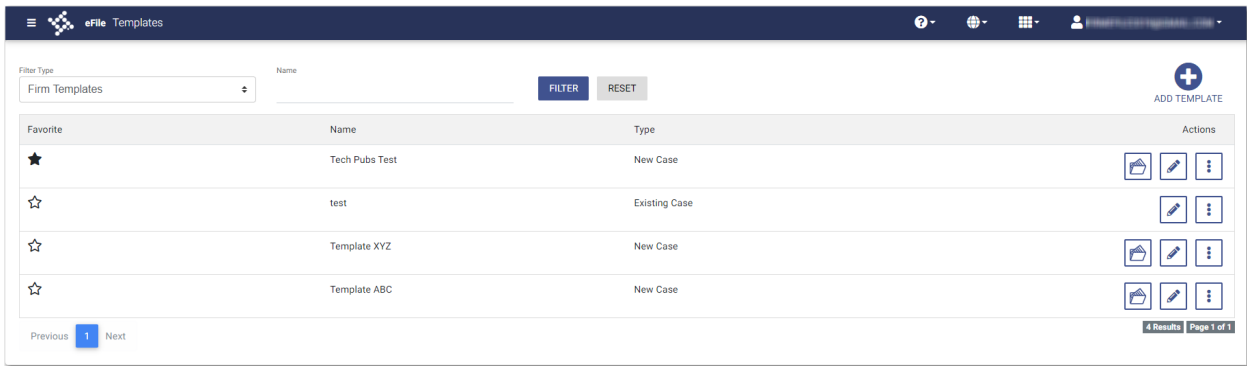 eFile Templates
Filter Type
Name
Firm Templates
FILTER RESET
ADD TEMPLATE
Favorite Name Type Actions
Tech Pubs Test New Case
test Existing Case
Template XYZ New Case
Template ABC New Case
Previous 1 Next
4 Results Page 1 of 1